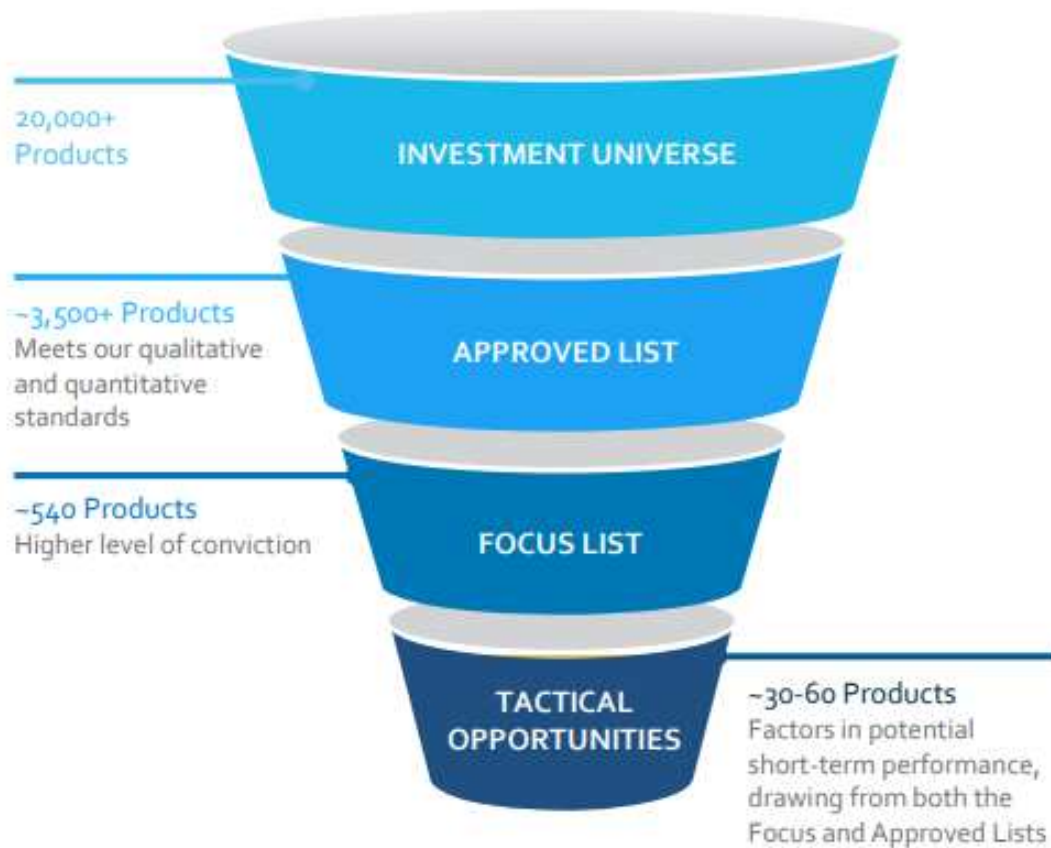 20,000+
Products
INVESTMENT UNIVERSE
~3,500+ Products
Meets our qualitative
and quantitative
standards
APPROVED LIST
~540 Products
Higher level of conviction
FOCUS LIST
TACTICAL
OPPORTUNITIES
~30-60 Products
Factors in potential
short-term performance,
drawing from both the
Focus and Approved Lists